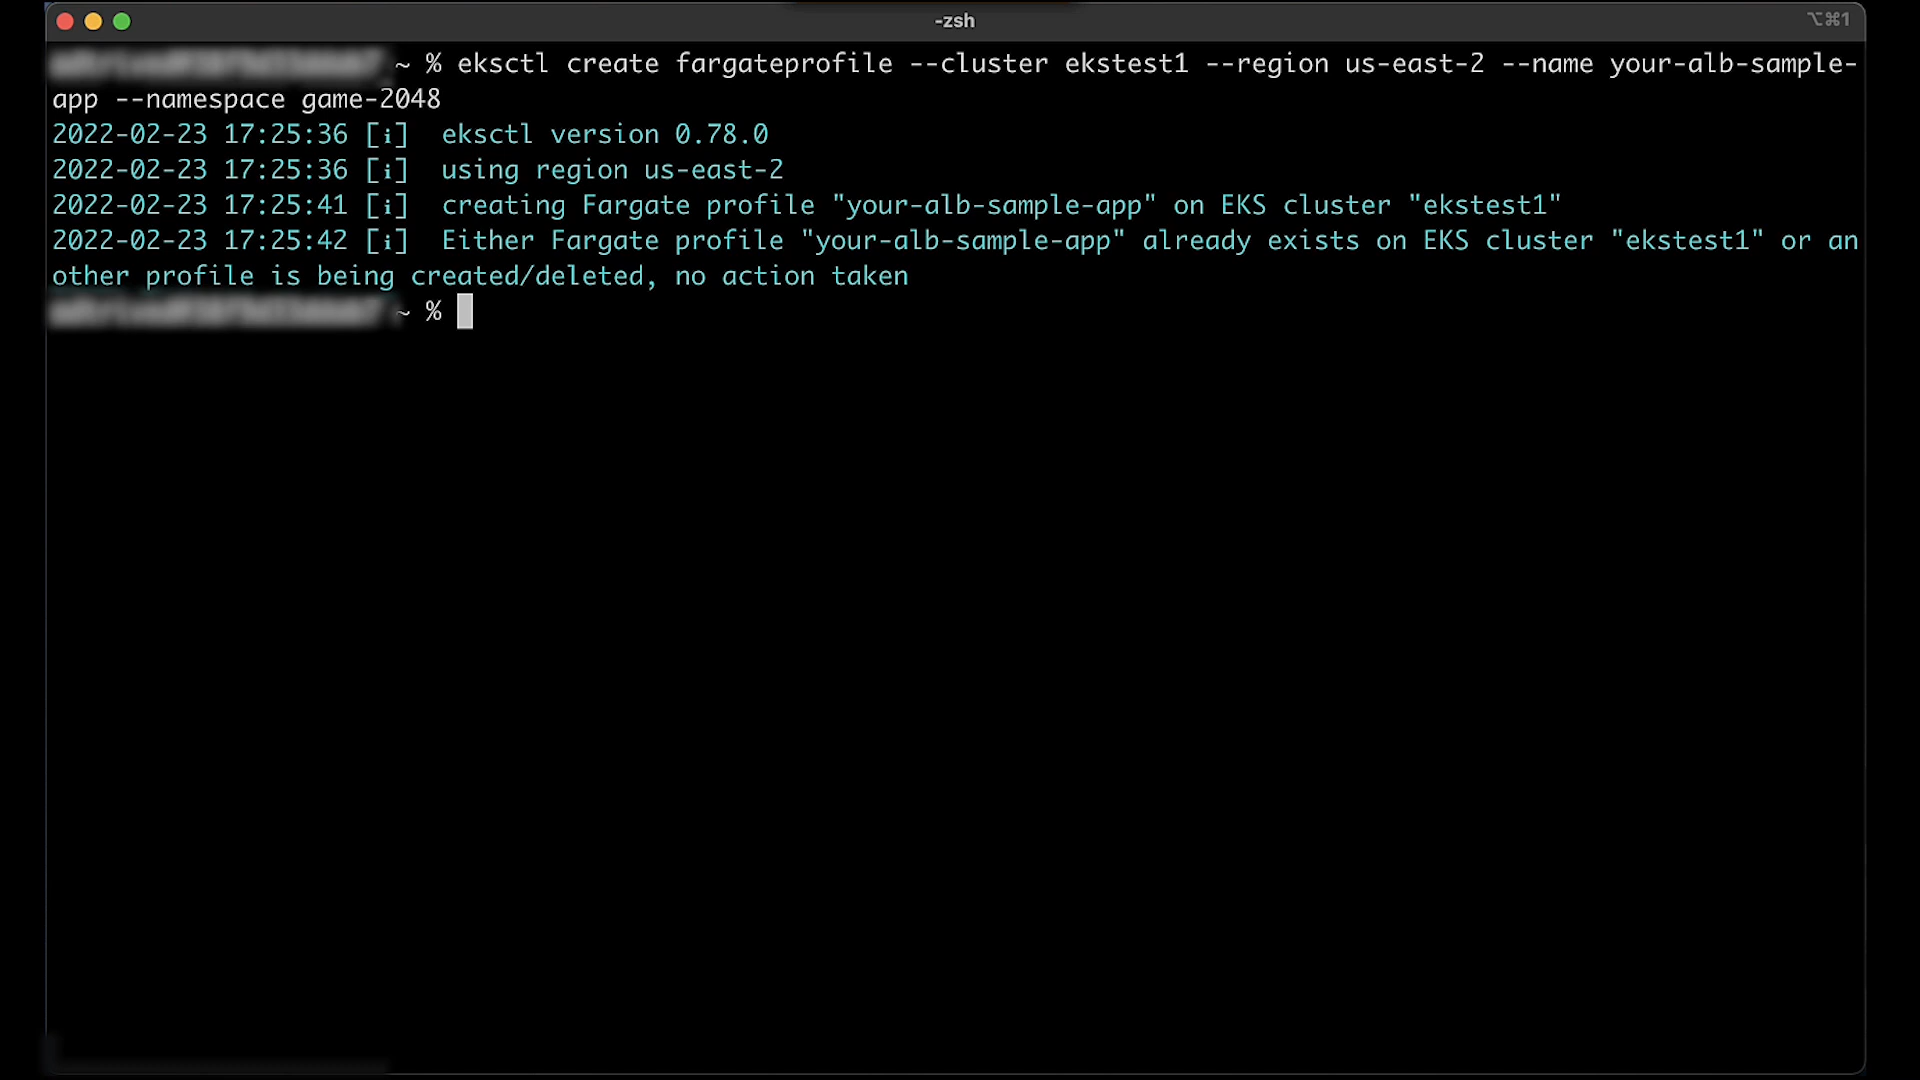 -zsh
⌥⌘1
~ % eksctl create fargateprofile --cluster ekstest1 --region us-east-2 --name your-alb-sample-
app --namespace game-2048
2022-02-23 17:25:36 [ℹ]  eksctl version 0.78.0
2022-02-23 17:25:36 [ℹ]  using region us-east-2
2022-02-23 17:25:41 [ℹ]  creating Fargate profile "your-alb-sample-app" on EKS cluster "ekstest1"
2022-02-23 17:25:42 [ℹ]  Either Fargate profile "your-alb-sample-app" already exists on EKS cluster "ekstest1" or an
other profile is being created/deleted, no action taken
~ %